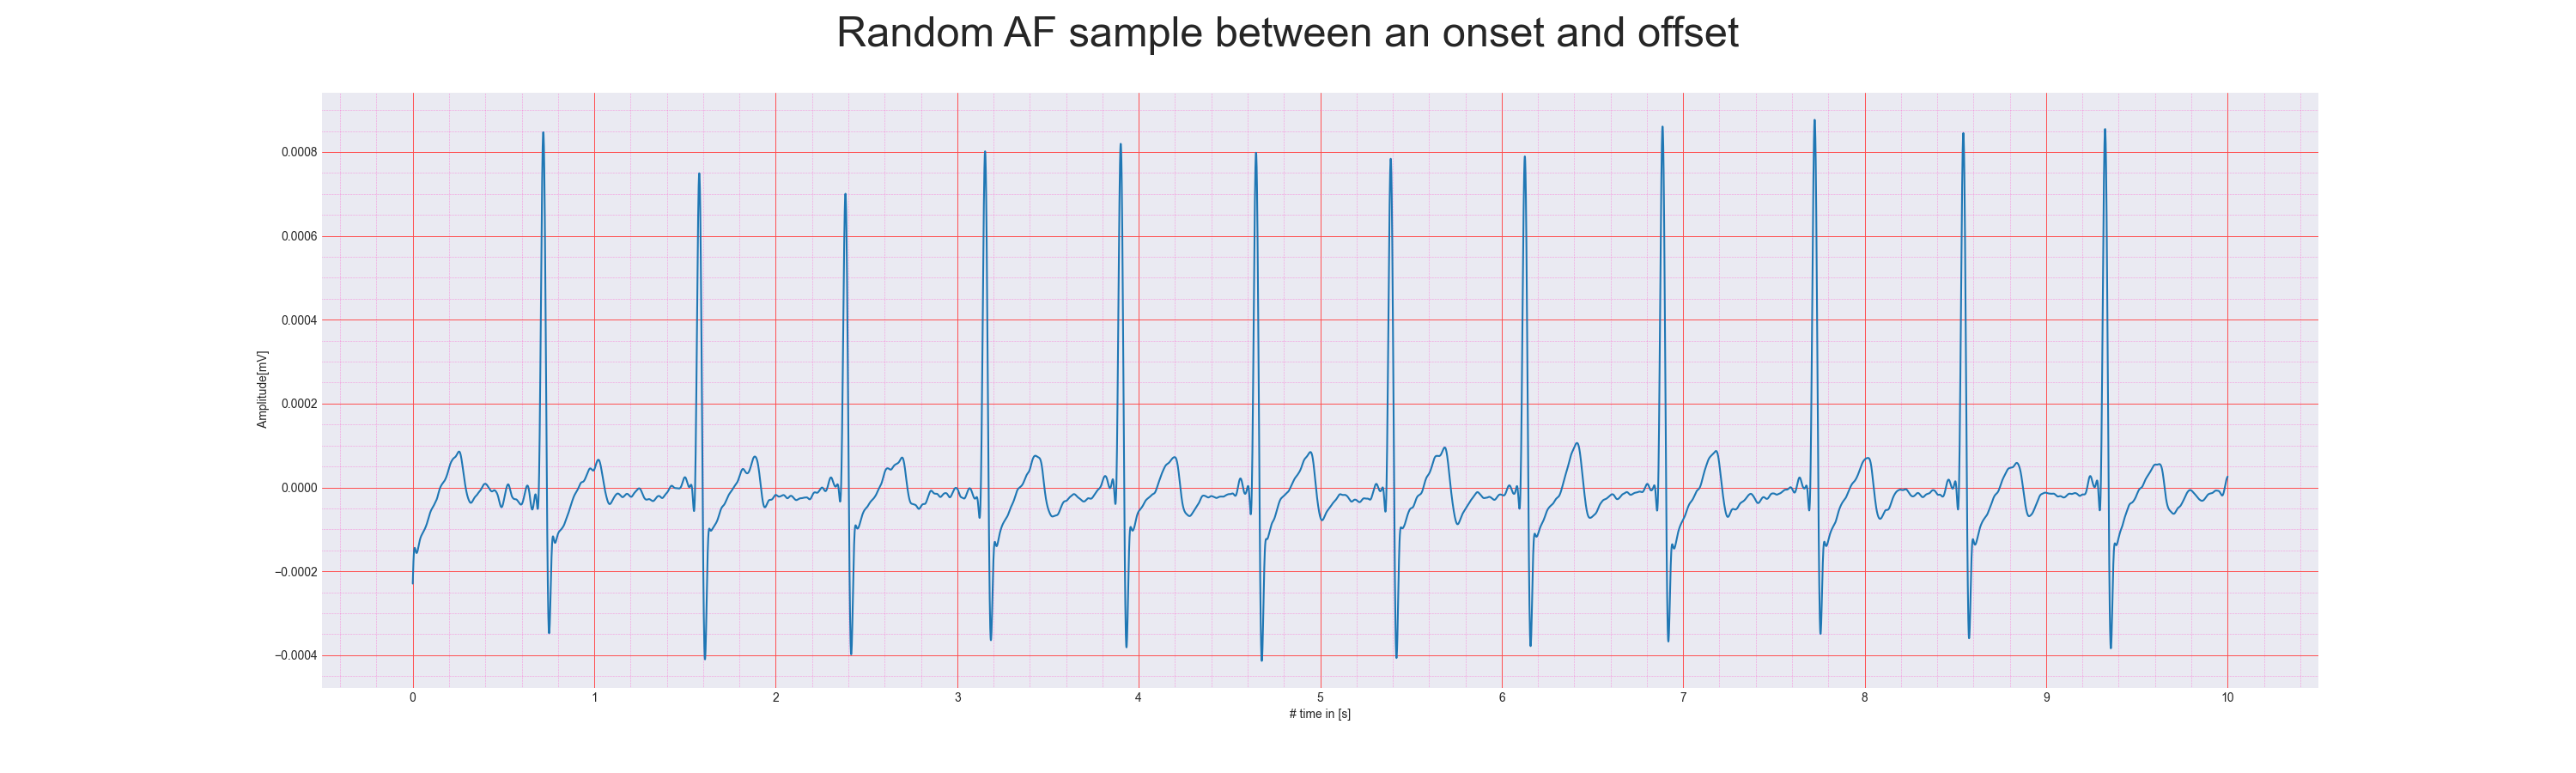 Random AF sample between an onset and offset
Amplitude[mV]
0.0008
0.0006
0.0004
0.0002
0.0000
−0.0002
−0.0004
0 1 2 3 4 5 6 7 8 9 10
# time in [s]